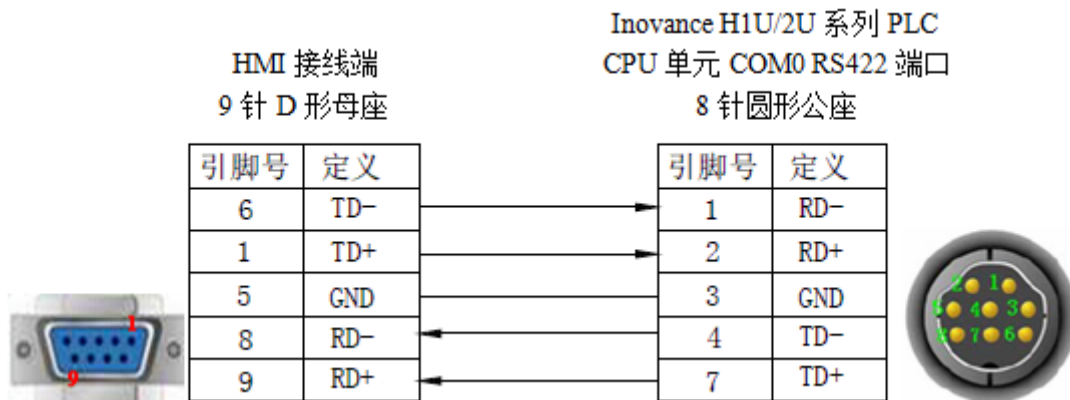 Inovance H1U/2U 系列 PLC
HMI 接线端
CPU 单元 COM0 RS422 端口
9 针 D 形母座
8 针圆形公座
引脚号 定义 引脚号 定义
6 TD- 1 RD-
1 TD+ 2 RD+
5 GND 3 GND
8 RD- 4 TD-
9 RD+ 7 TD+
1
9
2 1
5 4 3
8 7 6